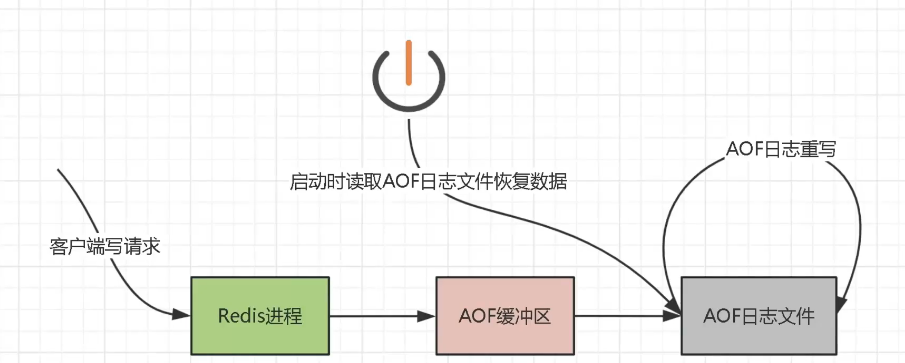 AOF日志重写
启动时读取AOF日志文件恢复数据
客户端写请求
Redis进程
AOF缓冲区
AOF日志文件